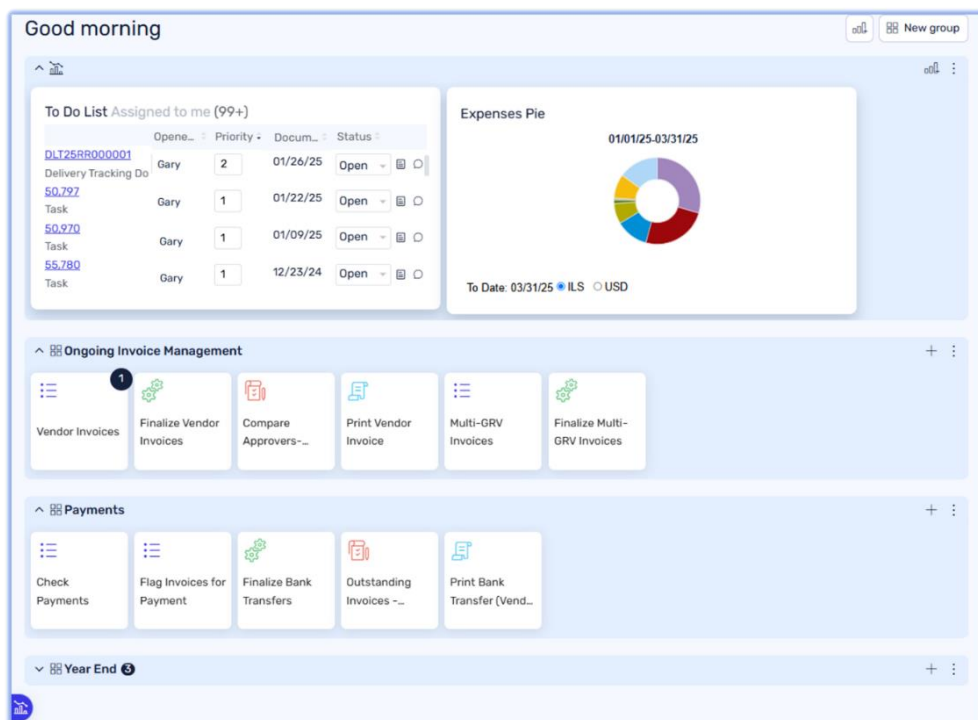 Good morning
New group
To Do List Assigned to me (99+)
Opene... Priority Docum... Status
DLT25RR000001
Delivery Tracking Do
Gary 2 01/26/25 Open
50,797
Task
Gary 1 01/22/25 Open
50,970
Task
Gary 1 01/09/25 Open
55,780
Task
Gary 1 12/23/24 Open
Expenses Pie
01/01/25-03/31/25
To Date: 03/31/25 ILS USD
Ongoing Invoice Management
1
Vendor Invoices
Finalize Vendor
Invoices
Compare
Approvers-...
Print Vendor
Invoice
Multi-GRV
Invoices
Finalize Multi-
GRV Invoices
Payments
Check
Payments
Flag Invoices for
Payment
Finalize Bank
Transfers
Outstanding
Invoices -...
Print Bank
Transfer (Vend...
Year End 3